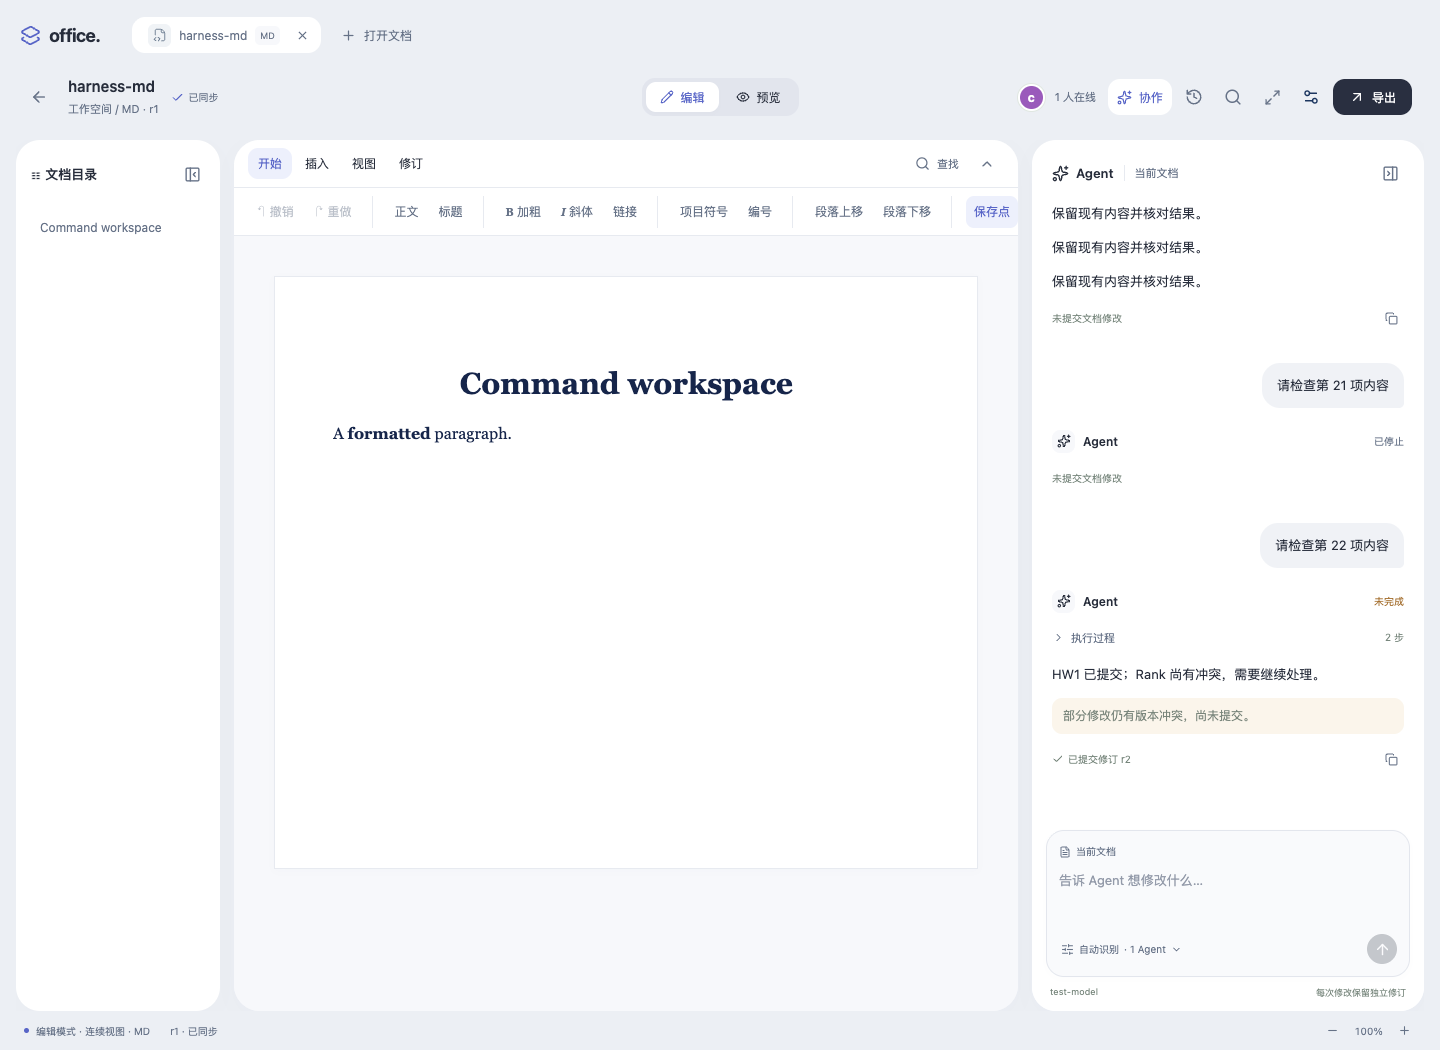 office.
harness-md MD
打开文档
harness-md
工作空间 / MD · r1
已同步
编辑
预览
c
1 人在线
协作
导出
文档目录
Command workspace
开始 插入 视图 修订
查找
撤销 重做 正文 标题 B 加粗 I 斜体 链接 项目符号 编号 段落上移 段落下移 保存点
Command workspace
A formatted paragraph.
Agent 当前文档
保留现有内容并核对结果。
保留现有内容并核对结果。
保留现有内容并核对结果。
未提交文档修改
请检查第 21 项内容
Agent 已停止
未提交文档修改
请检查第 22 项内容
Agent 未完成
执行过程 2 步
HW1 已提交；Rank 尚有冲突，需要继续处理。
部分修改仍有版本冲突，尚未提交。
已提交修订 r2
当前文档
告诉 Agent 想修改什么...
自动识别 · 1 Agent
test-model 每次修改保留独立修订
编辑模式 · 连续视图 · MD r1 · 已同步
100%